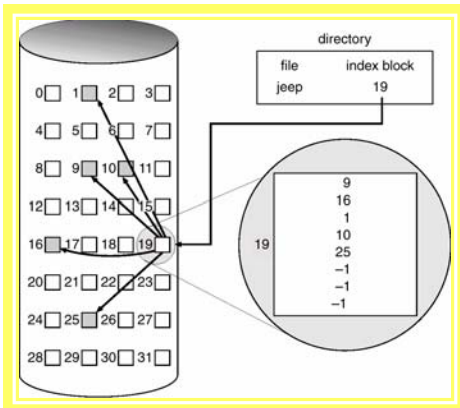 directory
file index block
jeep 19
0 1 2 3
4 5 6 7
8 9 10 11
12 13 14 15
16 17 18 19
20 21 22 23
24 25 26 27
28 29 30 31
19
9
16
1
10
25
–1
–1
–1